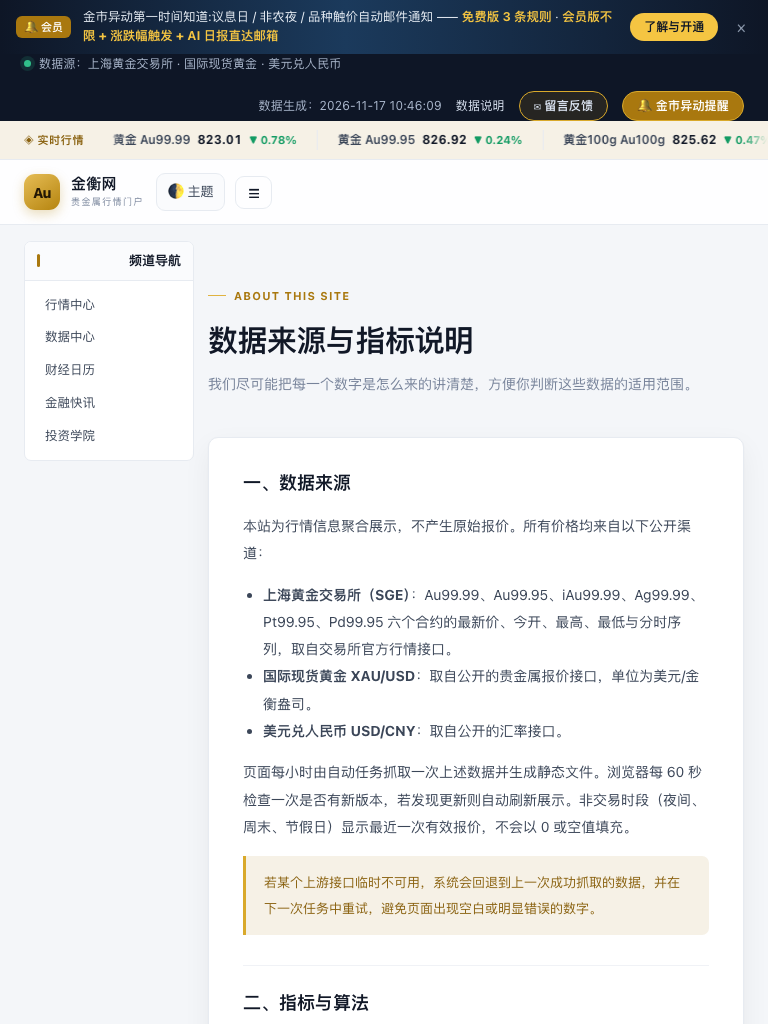 🔔 会员
金市异动第一时间知道:议息日 / 非农夜 / 品种触价自动邮件通知 —— 免费版 3 条规则 · 会员版不
限 + 涨跌幅触发 + AI 日报直达邮箱
了解与开通
×
数据源：上海黄金交易所 · 国际现货黄金 · 美元兑人民币
数据生成：2026-11-17 10:46:09
数据说明
✉ 留言反馈
🔔 金市异动提醒
◈ 实时行情
黄金 Au99.99 823.01 ▼ 0.78%
黄金 Au99.95 826.92 ▼ 0.24%
黄金100g Au100g 825.62 ▼ 0.47%
Au
金衡网
贵金属行情门户
🌓 主题
☰
频道导航
行情中心
数据中心
财经日历
金融快讯
投资学院
ABOUT THIS SITE
数据来源与指标说明
我们尽可能把每一个数字是怎么来的讲清楚，方便你判断这些数据的适用范围。
一、数据来源
本站为行情信息聚合展示，不产生原始报价。所有价格均来自以下公开渠
道：
• 上海黄金交易所（SGE）：Au99.99、Au99.95、iAu99.99、Ag99.99、
Pt99.95、Pd99.95 六个合约的最新价、今开、最高、最低与分时序
列，取自交易所官方行情接口。
• 国际现货黄金 XAU/USD：取自公开的贵金属报价接口，单位为美元/金
衡盎司。
• 美元兑人民币 USD/CNY：取自公开的汇率接口。
页面每小时由自动任务抓取一次上述数据并生成静态文件。浏览器每 60 秒
检查一次是否有新版本，若发现更新则自动刷新展示。非交易时段（夜间、
周末、节假日）显示最近一次有效报价，不会以 0 或空值填充。
若某个上游接口临时不可用，系统会回退到上一次成功抓取的数据，并在
下一次任务中重试，避免页面出现空白或明显错误的数字。
二、指标与算法